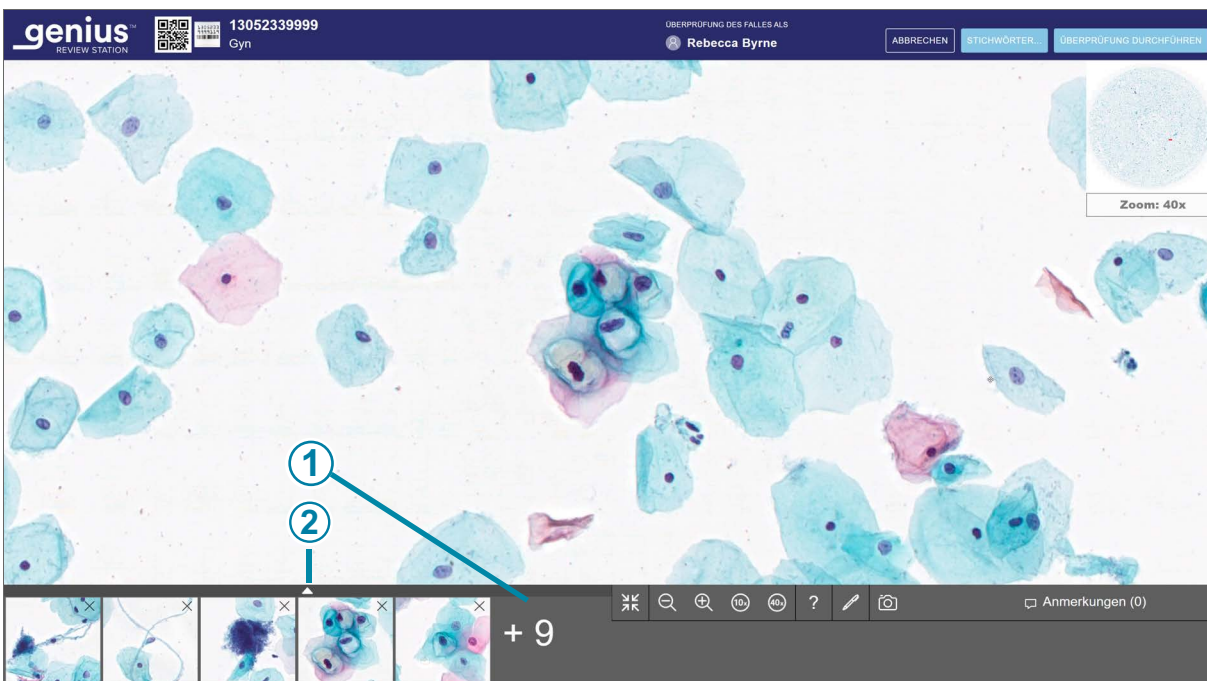 genius™
REVIEW STATION
13052339999
Gyn
ÜBERPRÜFUNG DES FALLES ALS
Rebecca Byrne
ABBRECHEN
STICHWÖRTER...
ÜBERPRÜFUNG DURCHFÜHREN
Zoom: 40x
1
2
+ 9
10x
40x
?
Anmerkungen (0)